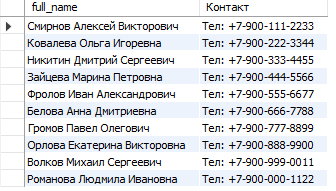 full_name Контакт
Смирнов Алексей Викторович Тел: +7-900-111-2233
Ковалева Ольга Игоревна Тел: +7-900-222-3344
Никитин Дмитрий Сергеевич Тел: +7-900-333-4455
Зайцева Марина Петровна Тел: +7-900-444-5566
Фролов Иван Александрович Тел: +7-900-555-6677
Белова Анна Дмитриевна Тел: +7-900-666-7788
Громов Павел Олегович Тел: +7-900-777-8899
Орлова Екатерина Викторовна Тел: +7-900-888-9900
Волков Михаил Сергеевич Тел: +7-900-999-0011
Романова Людмила Ивановна Тел: +7-900-000-1122